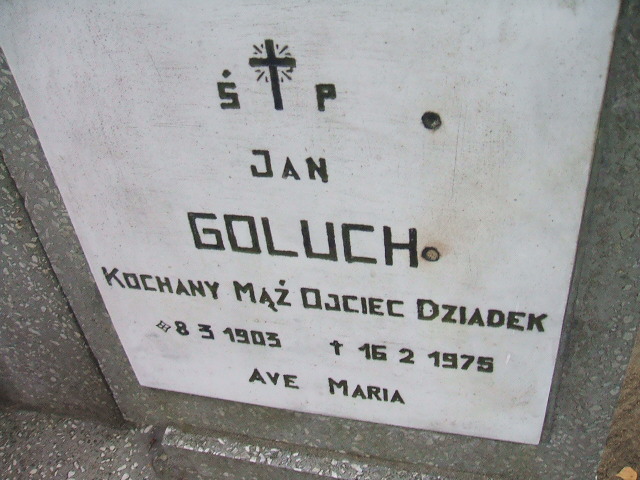 Ś P
JAN
GOLUCH
KOCHANY MĄŻ OJCIEC DZIADEK
8 3 1903 † 16 2 1975
AVE MARIA